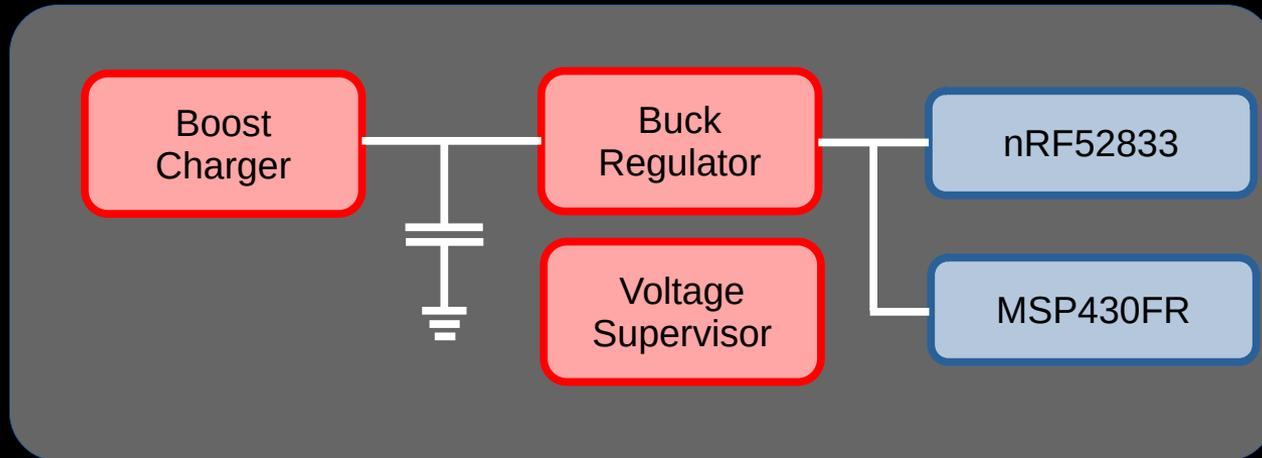 Boost
Charger
Buck
Regulator
nRF52833
Voltage
Supervisor
MSP430FR